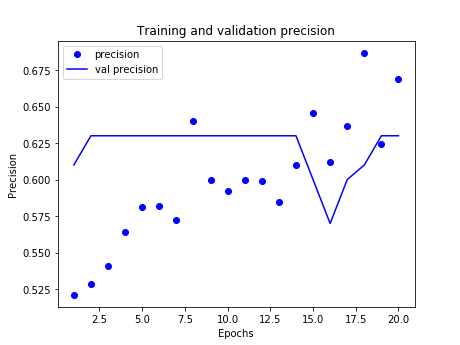 Training and validation precision
precision
val precision
0.675
0.650
0.625
0.600
0.575
0.550
0.525
Precision
2.5 5.0 7.5 10.0 12.5 15.0 17.5 20.0
Epochs